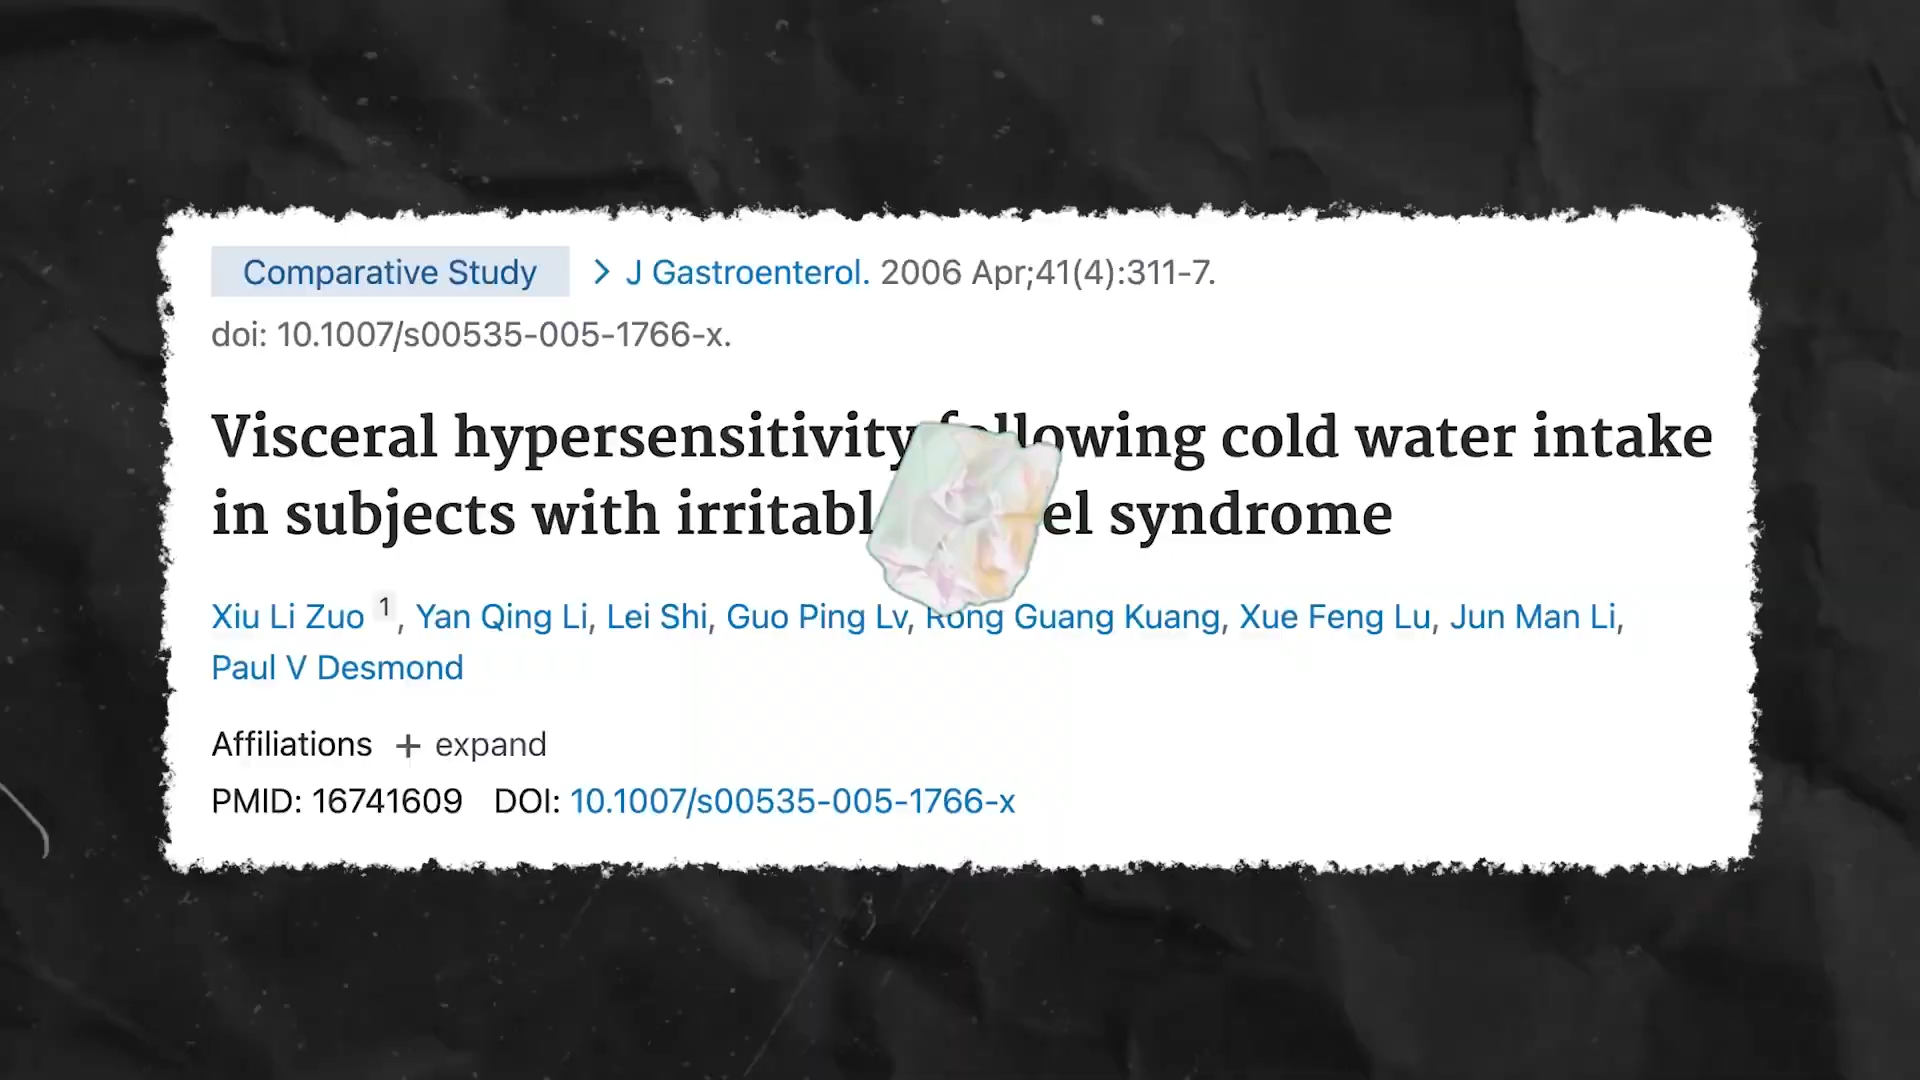 Comparative Study > J Gastroenterol. 2006 Apr;41(4):311-7.
doi: 10.1007/s00535-005-1766-x.
Visceral hypersensitivity following cold water intake
in subjects with syndrome
Xiu Li Zuo 1, Yan Qing Li, Lei Shi, Guo Ping Lv, Rong Guang Kuang, Xue Feng Lu, Jun Man Li,
Paul V Desmond
Affiliations + expand
PMID: 16741609 DOI: 10.1007/s00535-005-1766-x